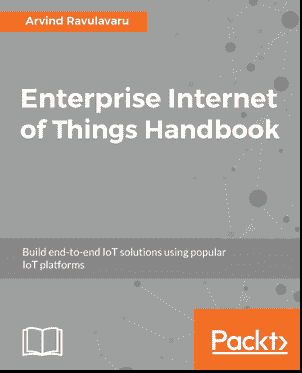 Arvind Ravulavaru
Enterprise Internet
of Things Handbook
Build end-to-end IoT solutions using popular
IoT platforms
Packt>